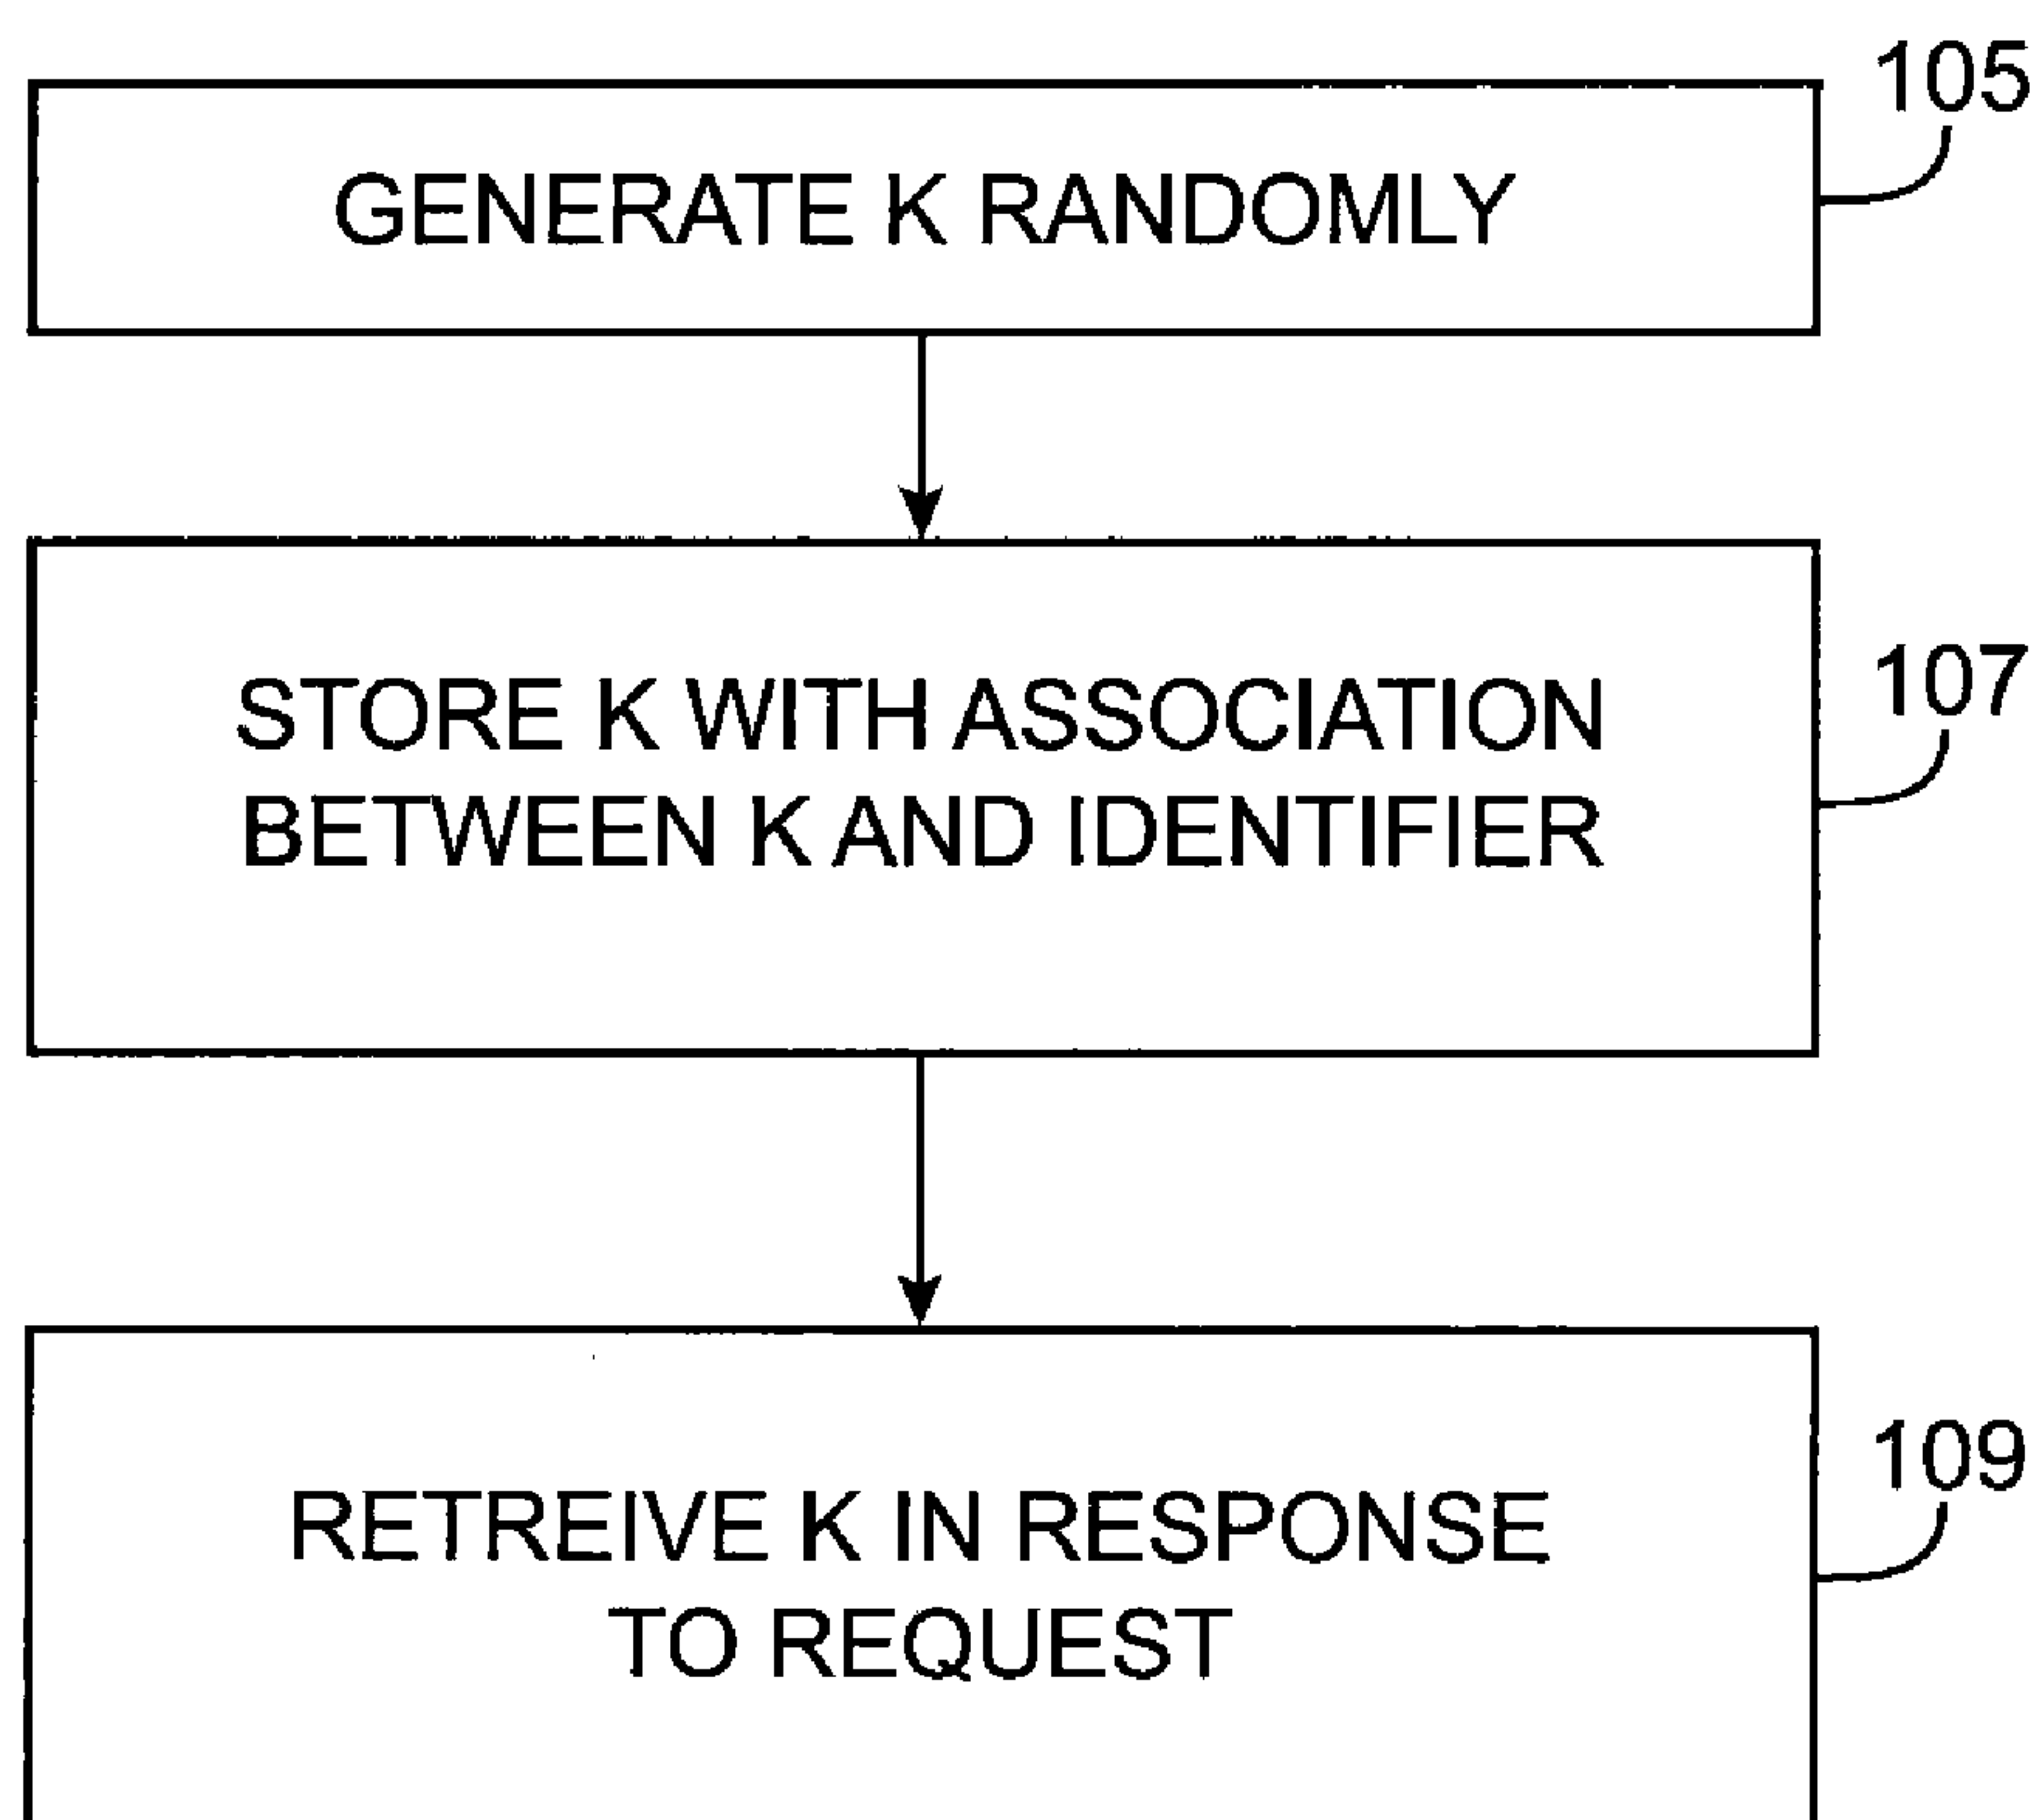 105
GENERATE K RANDOMLY
107
STORE K WITH ASSOCIATION
BETWEEN K AND IDENTIFIER
109
RETREIVE K IN RESPONSE
TO REQUEST